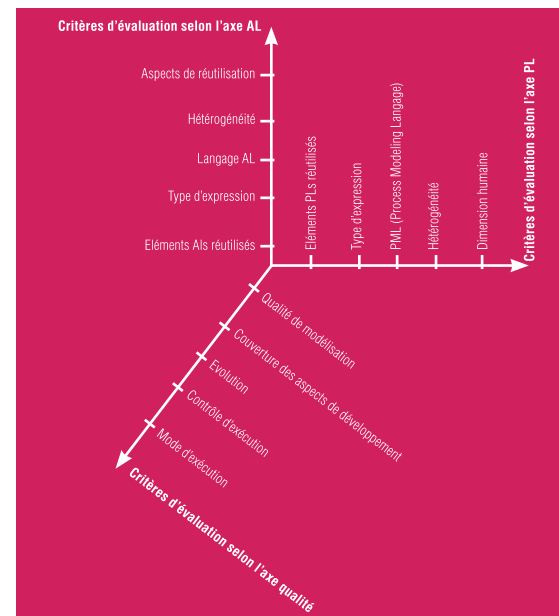 Critères d'évaluation selon l'axe AL
Aspects de réutilisation
Hétérogénéité
Langage AL
Type d'expression
Eléments Als réutilisés
Eléments PLs réutilisés
Type d'expression
PML (Process Modeling Langage)
Hétérogénéité
Dimension humaine
Critères d'évaluation selon l'axe PL
Qualité de modélisation
Couverture des aspects de développement
Evolution
Contrôle d'exécution
Mode d'exécution
Critères d'évaluation selon l'axe qualité